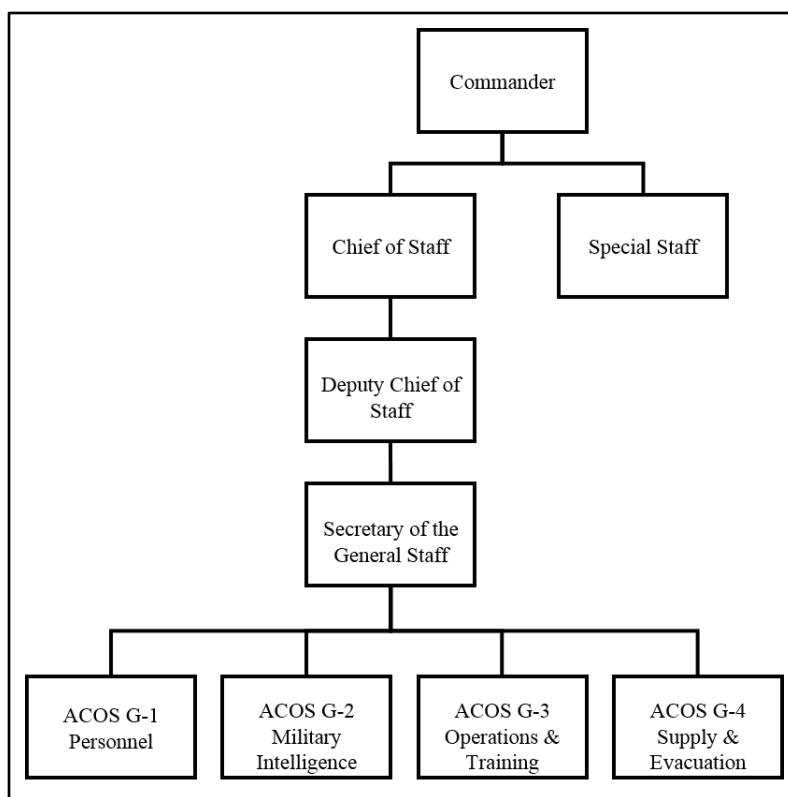 Commander
Chief of Staff
Special Staff
Deputy Chief of
Staff
Secretary of the
General Staff
ACOS G-1
Personnel
ACOS G-2
Military
Intelligence
ACOS G-3
Operations &
Training
ACOS G-4
Supply &
Evacuation